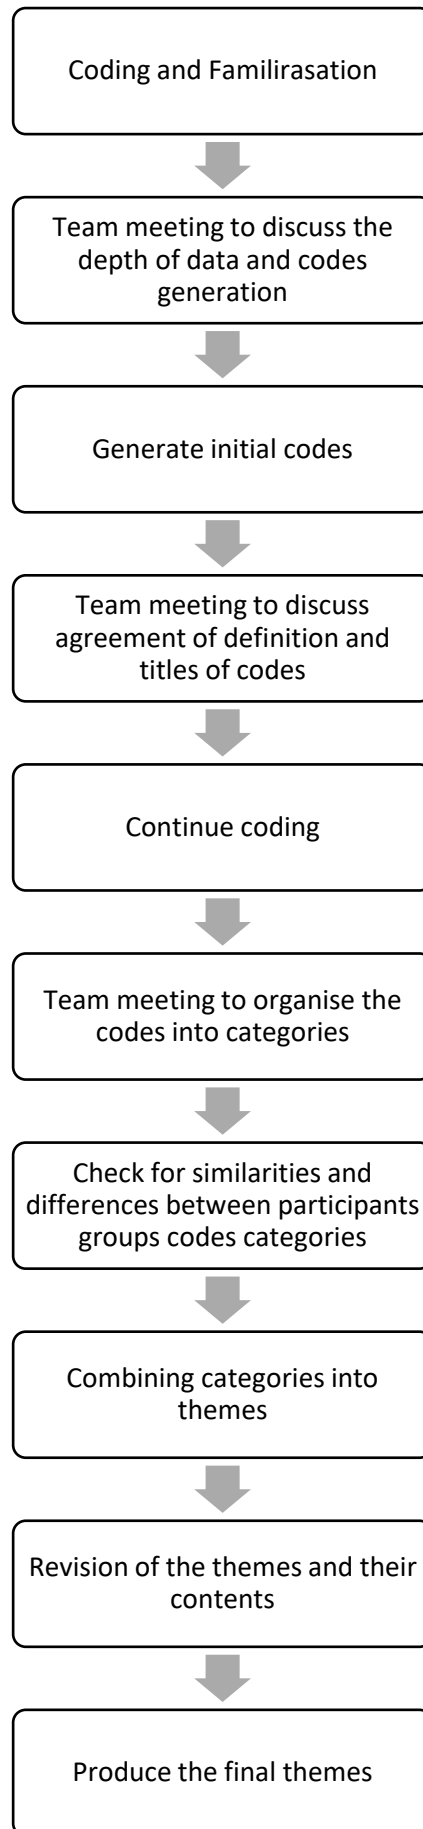 Coding and Familirasation
Team meeting to discuss the
depth of data and codes
generation
Generate initial codes
Team meeting to discuss
agreement of definition and
titles of codes
Continue coding
Team meeting to organise the
codes into categories
Check for similarities and
differences between participants
groups codes categories
Combining categories into
themes
Revision of the themes and their
contents
Produce the final themes